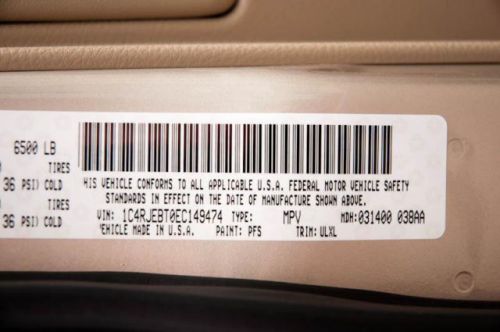 6500 LB
TIRES
36 PSI) COLD
TIRES
36 PSI) COLD
HIS VEHICLE CONFORMS TO ALL APPLICABLE U.S.A. FEDERAL MOTOR VEHICLE SAFETY
STANDARDS IN EFFECT ON THE DATE OF MANUFACTURE SHOWN ABOVE.
VIN: 1C4RJEBT0EC149474 TYPE: MPV MDH:031400 038AA
EHICLE MADE IN U.S.A. PAINT: PFS TRIM: ULXL